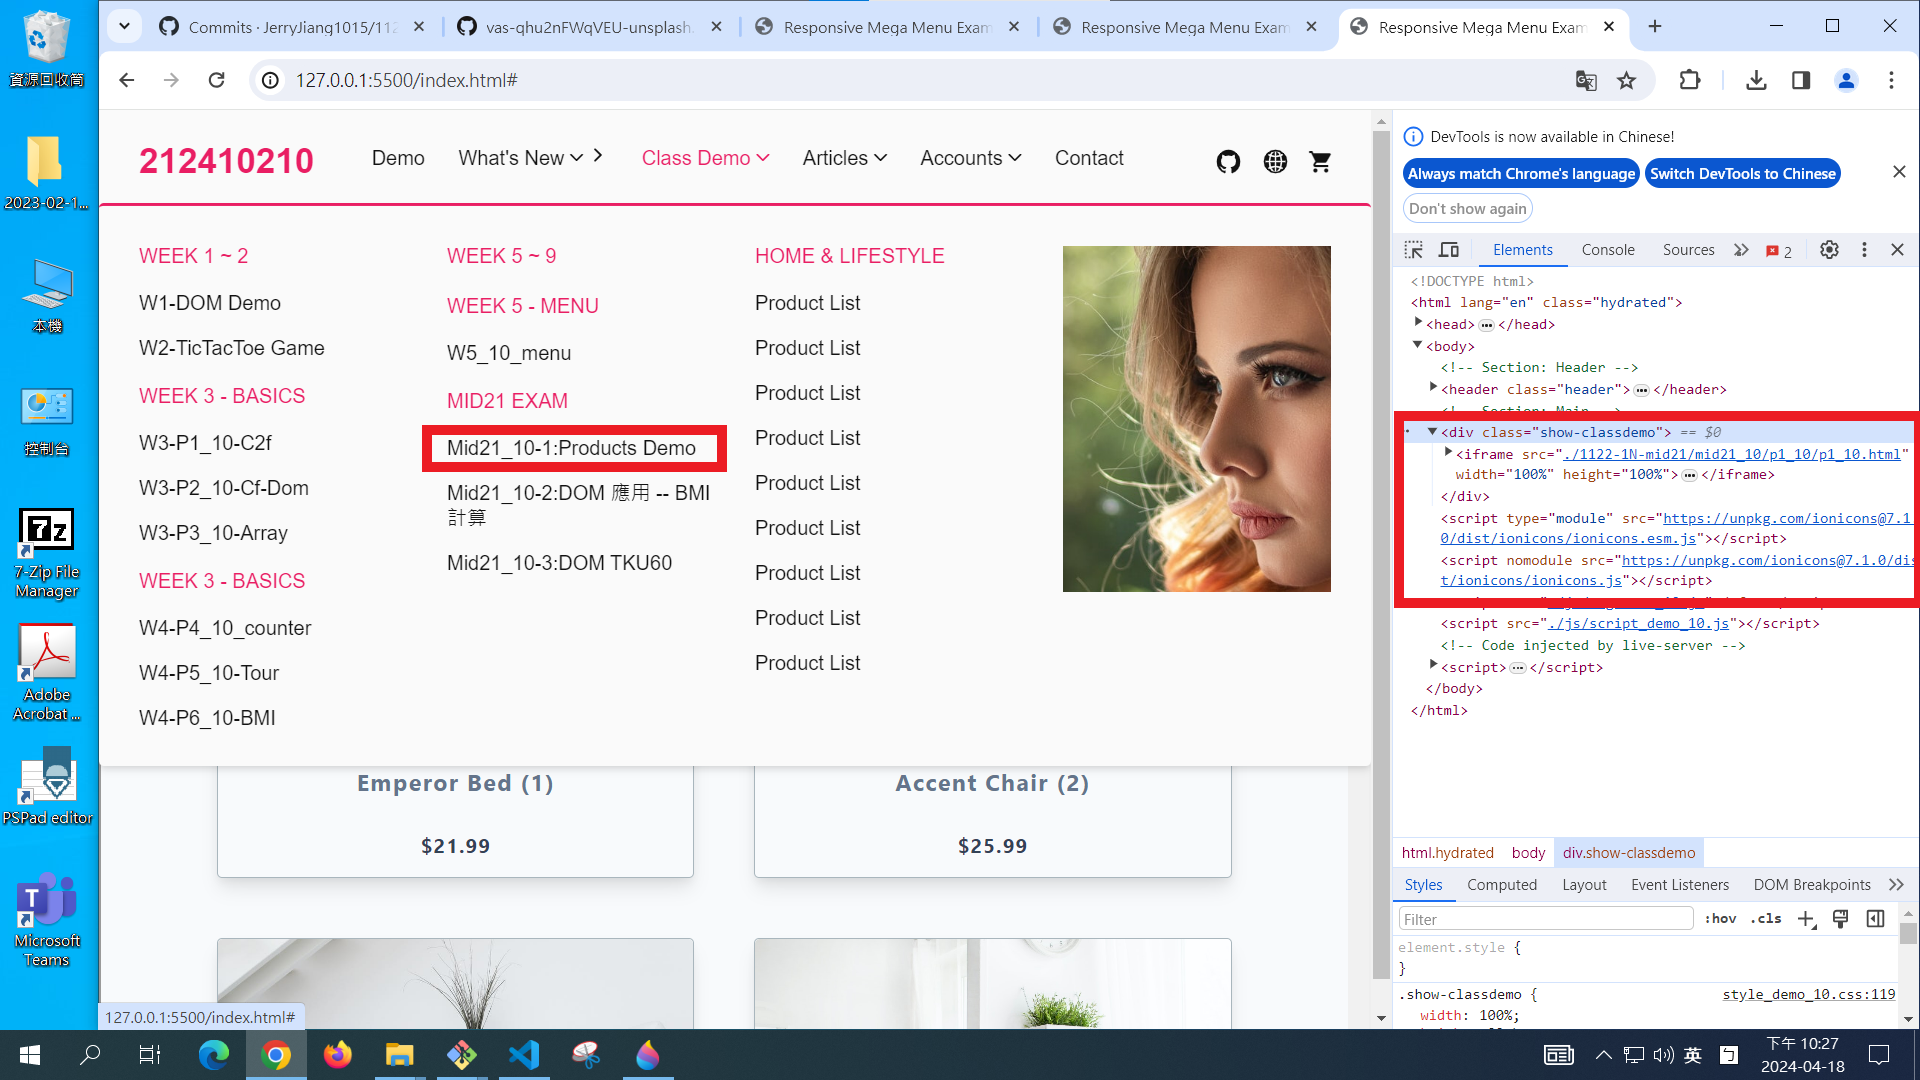 資源回收筒
2023-02-1...
本機
控制台
7-Zip File
Manager
Adobe
Acrobat ...
PSPad editor
Microsoft
Teams
Commits · JerryJiang1015/112
vas-qhu2nFWqVEU-unsplash.
Responsive Mega Menu Exam
Responsive Mega Menu Exam
Responsive Mega Menu Exam
127.0.0.1:5500/index.html#
212410210
Demo
What's New
Class Demo
Articles
Accounts
Contact
WEEK 1 ~ 2
W1-DOM Demo
W2-TicTacToe Game
WEEK 3 - BASICS
W3-P1_10-C2f
W3-P2_10-Cf-Dom
W3-P3_10-Array
WEEK 3 - BASICS
W4-P4_10_counter
W4-P5_10-Tour
W4-P6_10-BMI
WEEK 5 ~ 9
WEEK 5 - MENU
W5_10_menu
MID21 EXAM
Mid21_10-1:Products Demo
Mid21_10-2:DOM 應用 -- BMI
計算
Mid21_10-3:DOM TKU60
HOME & LIFESTYLE
Product List
Product List
Product List
Product List
Product List
Product List
Product List
Product List
Product List
Emperor Bed (1)
$21.99
Accent Chair (2)
$25.99
127.0.0.1:5500/index.html#
DevTools is now available in Chinese!
Always match Chrome's language
Switch DevTools to Chinese
Don't show again
Elements
Console
Sources
2
<!DOCTYPE html>
<html lang="en" class="hydrated">
<head> ··· </head>
<body>
<!-- Section: Header -->
<header class="header"> ··· </header>
<!-- Section: Main -->
<div class="show-classdemo"> == $0
<iframe src="./1122-1N-mid21/mid21_10/p1_10/p1_10.html"
width="100%" height="100%"> ··· </iframe>
</div>
<script type="module" src="https://unpkg.com/ionicons@7.1.
0/dist/ionicons/ionicons.esm.js"></script>
<script nomodule src="https://unpkg.com/ionicons@7.1.0/dis
t/ionicons/ionicons.js"></script>
<script src="./js/script_demo_10.js"></script>
<!-- Code injected by live-server -->
<script> ··· </script>
</body>
</html>
html.hydrated
body
div.show-classdemo
Styles
Computed
Layout
Event Listeners
DOM Breakpoints
Filter
:hov
.cls
element.style {
}
.show-classdemo {
style_demo_10.css:119
width: 100%;
英
ㄅ
下午 10:27
2024-04-18